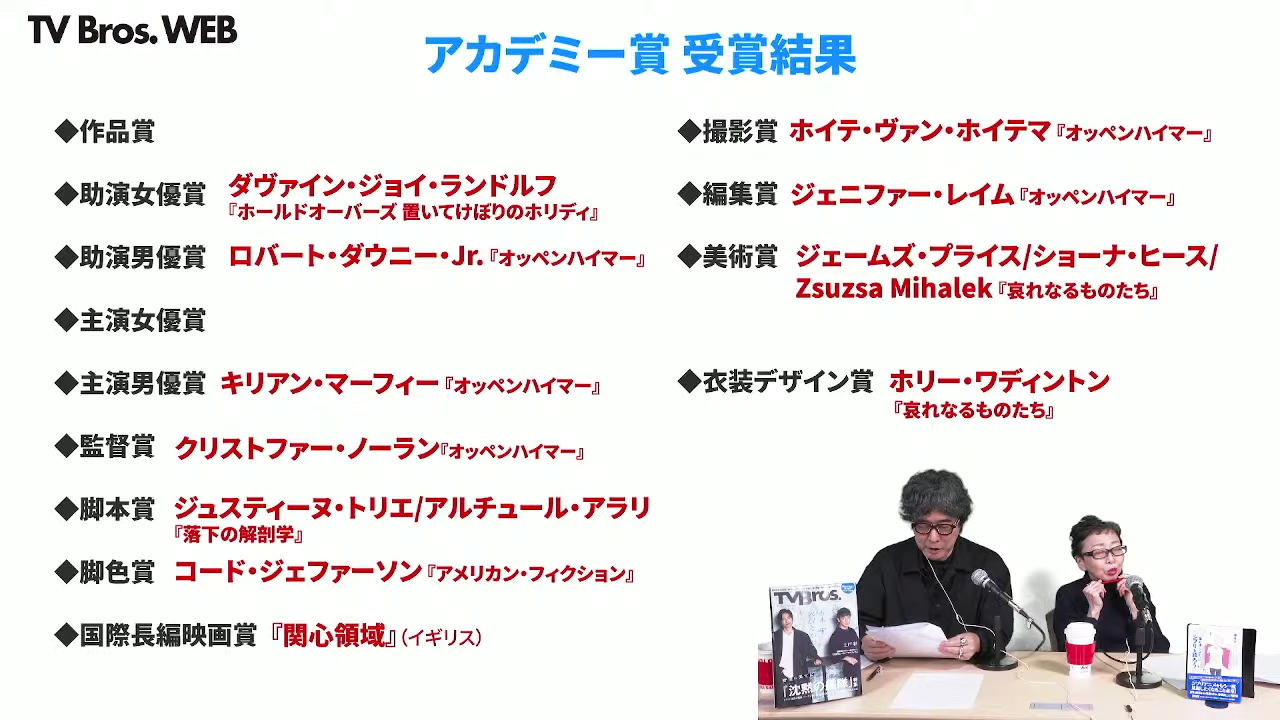 TV Bros. WEB
アカデミー賞 受賞結果
◆作品賞
◆助演女優賞 ダヴァイン・ジョイ・ランドルフ
『ホールドオーバーズ 置いてけぼりのホリディ』
◆助演男優賞 ロバート・ダウニー・Jr.『オッペンハイマー』
◆主演女優賞
◆主演男優賞 キリアン・マーフィー『オッペンハイマー』
◆監督賞 クリストファー・ノーラン『オッペンハイマー』
◆脚本賞 ジュスティーヌ・トリエ/アルチュール・アラリ
『落下の解剖学』
◆脚色賞 コード・ジェファーソン『アメリカン・フィクション』
◆国際長編映画賞 『関心領域』(イギリス)
◆撮影賞 ホイテ・ヴァン・ホイテマ『オッペンハイマー』
◆編集賞 ジェニファー・レイム『オッペンハイマー』
◆美術賞 ジェームズ・プライス/ショーナ・ヒース/
Zsuzsa Mihalek『哀れなるものたち』
◆衣装デザイン賞 ホリー・ワディントン
『哀れなるものたち』
TVBros.